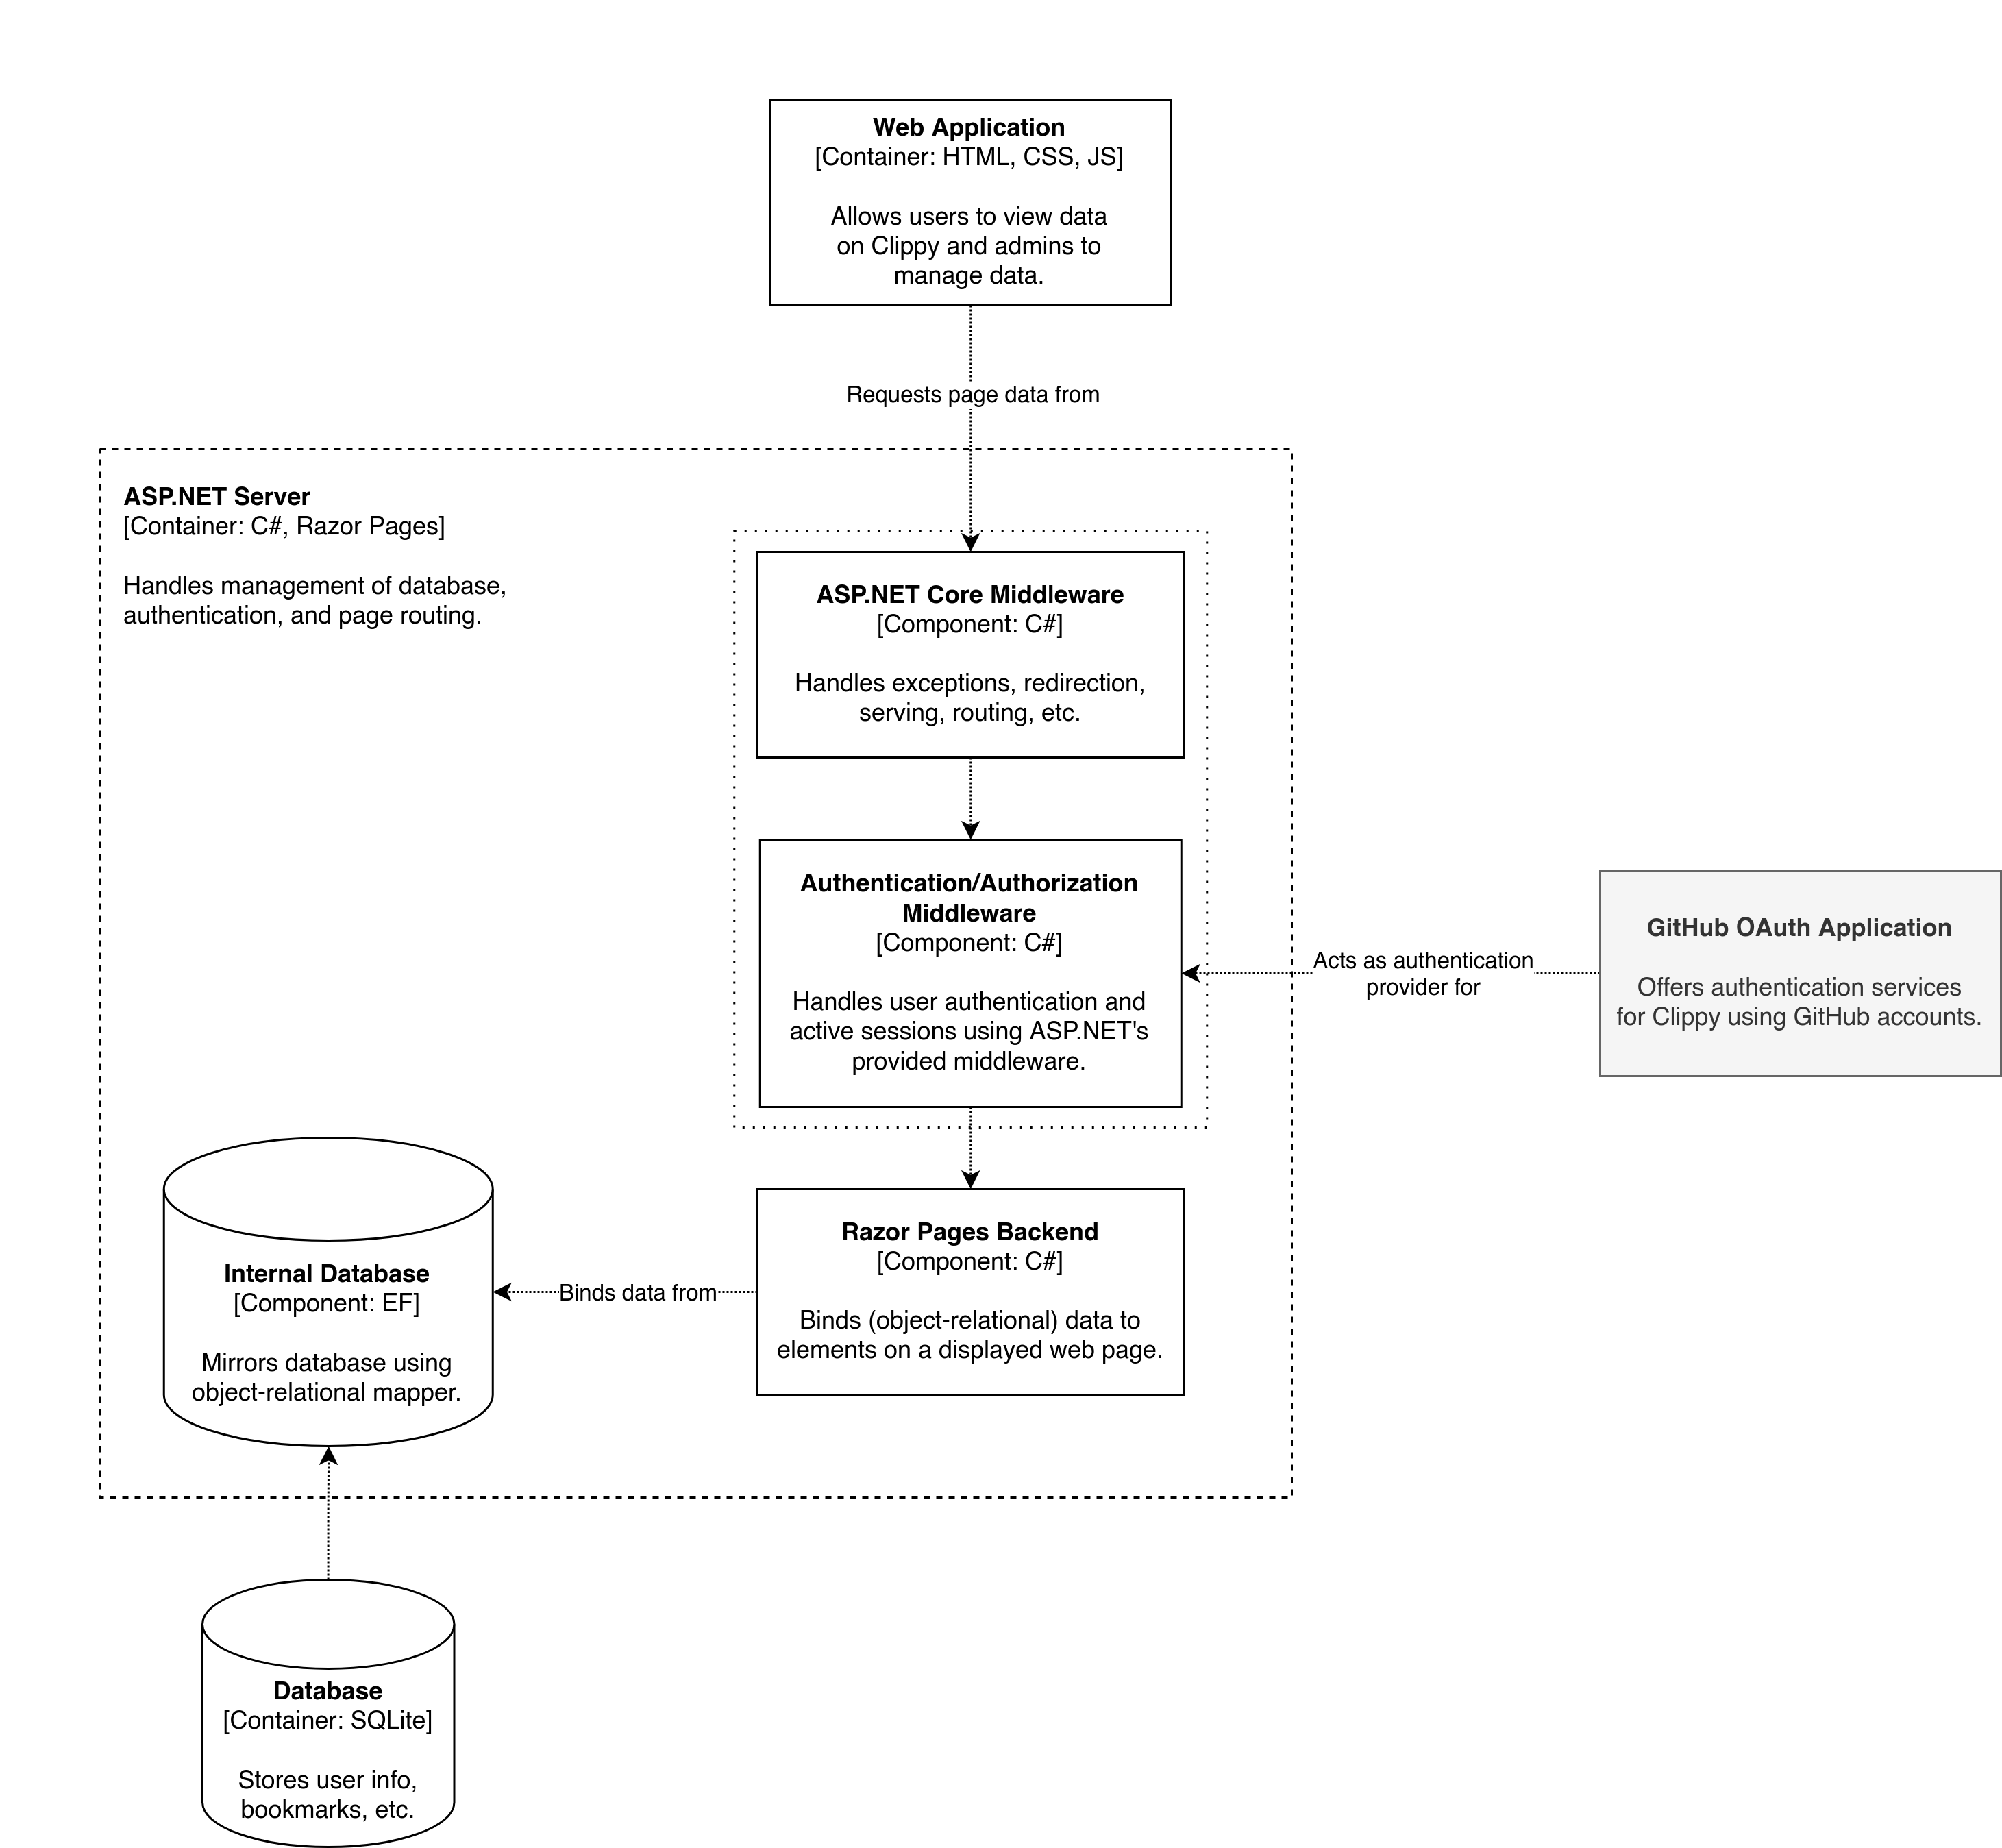 Web Application
[Container: HTML, CSS, JS]
Allows users to view data
on Clippy and admins to
manage data.
Requests page data from
ASP.NET Server
[Container: C#, Razor Pages]
Handles management of database,
authentication, and page routing.
ASP.NET Core Middleware
[Component: C#]
Handles exceptions, redirection,
serving, routing, etc.
Authentication/Authorization
Middleware
[Component: C#]
Handles user authentication and
active sessions using ASP.NET's
provided middleware.
Acts as authentication
provider for
GitHub OAuth Application
Offers authentication services
for Clippy using GitHub accounts.
Razor Pages Backend
[Component: C#]
Binds (object-relational) data to
elements on a displayed web page.
Binds data from
Internal Database
[Component: EF]
Mirrors database using
object-relational mapper.
Database
[Container: SQLite]
Stores user info,
bookmarks, etc.